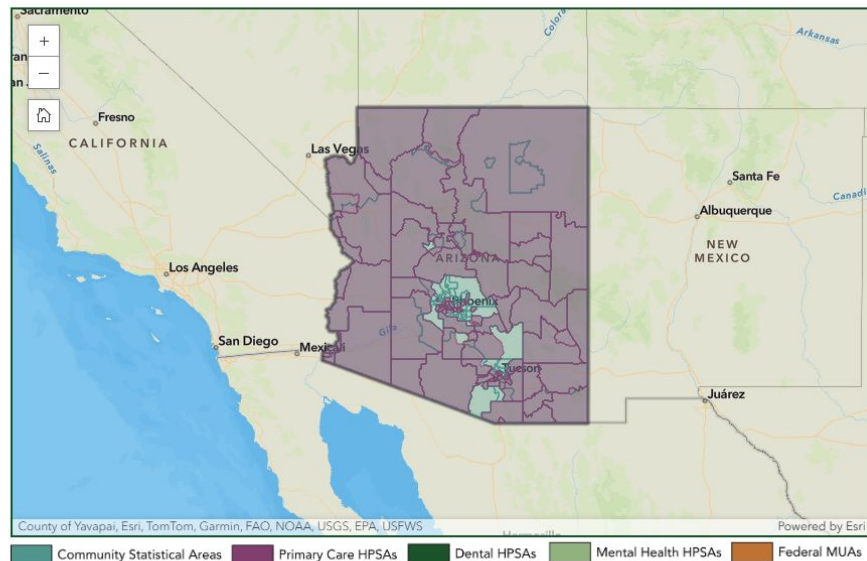 Sacramento
Colora
Arkansas
+
−
Fresno
CALIFORNIA
Salinas
Las Vegas
Santa Fe
Albuquerque
Canadi
NEW
MEXICO
ARIZONA
Los Angeles
Phoenix
Gila
San Diego
Mexicali
Tucson
Juárez
County of Yavapai, Esri, TomTom, Garmin, FAO, NOAA, USGS, EPA, USFWS
Powered by Esri
Community Statistical Areas
Primary Care HPSAs
Dental HPSAs
Mental Health HPSAs
Federal MUAs